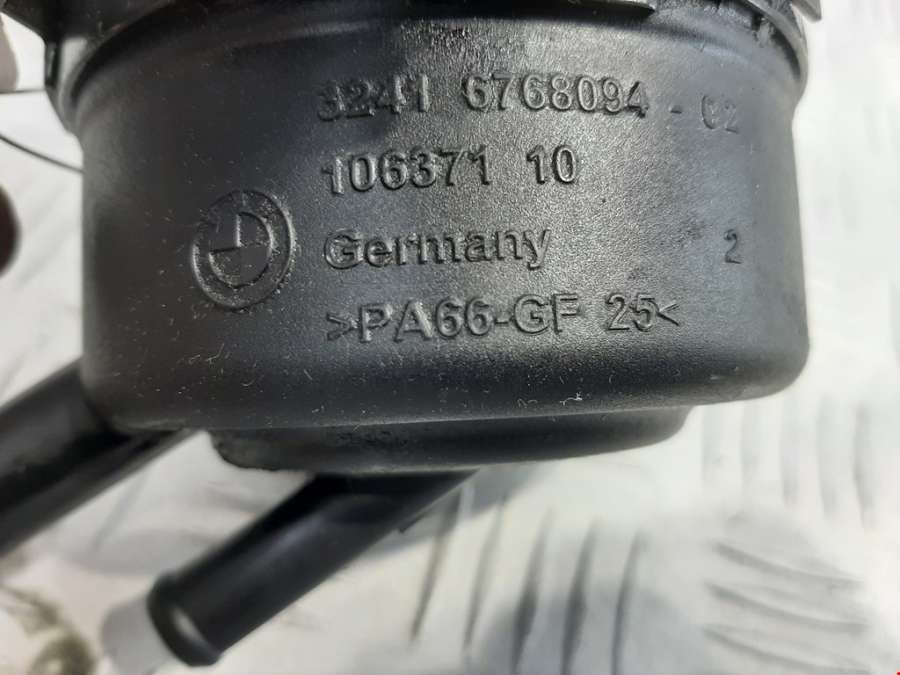 3241 6768094 - 02
106371 10
Germany 2
>PA66-GF 25<